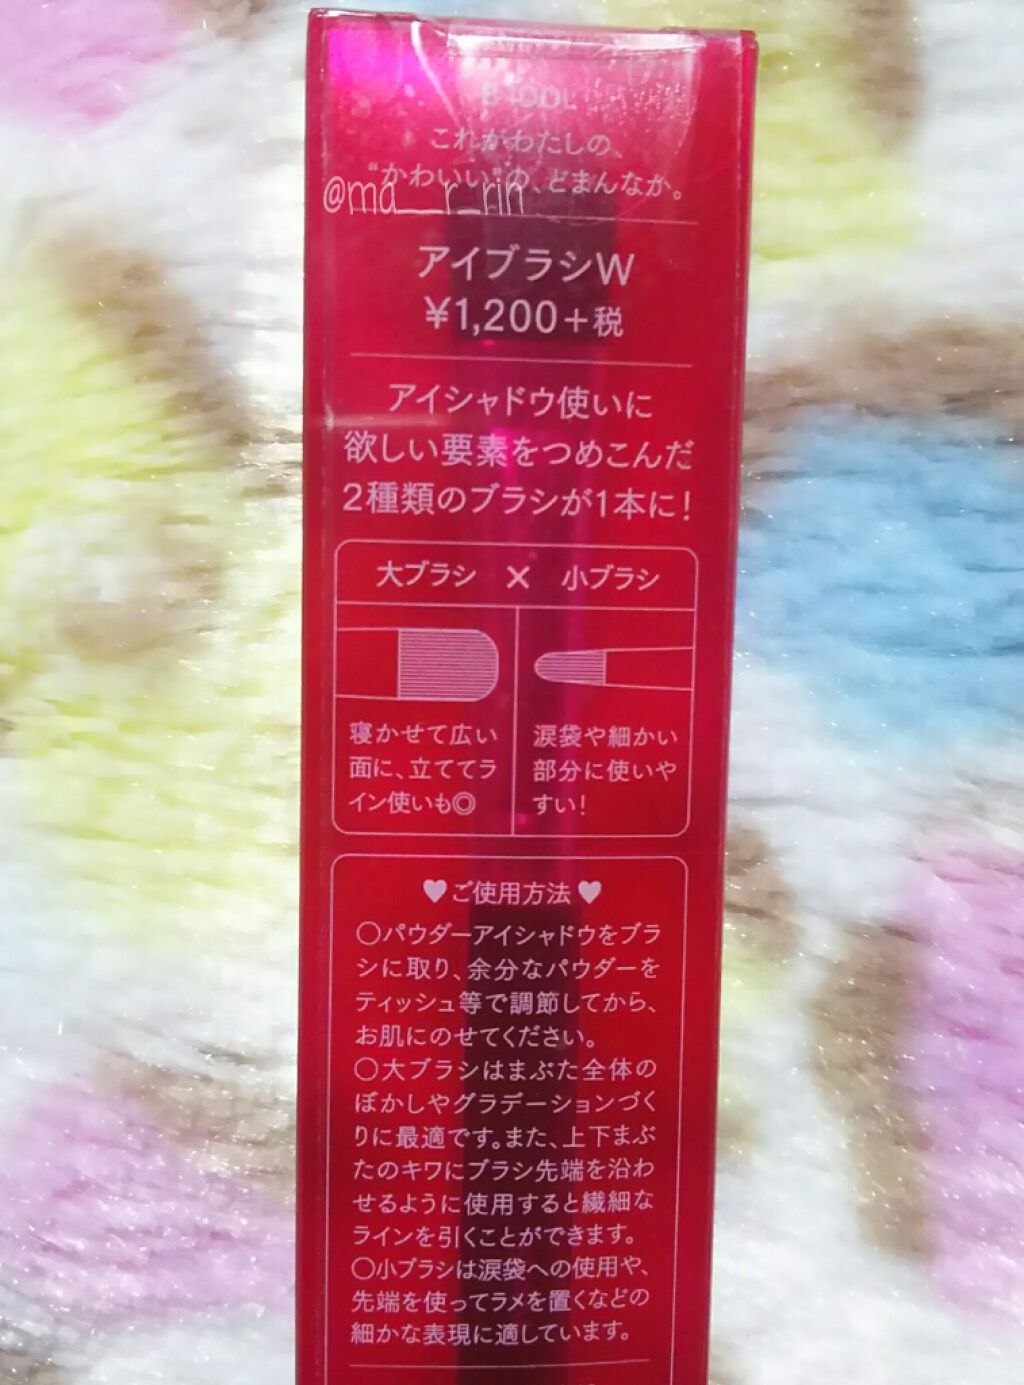 これがわたしの、
“かわいい”の、どまんなか。
@ma__r_rin
アイブラシW
¥1,200+税
アイシャドウ使いに
欲しい要素をつめこんだ
2種類のブラシが1本に!
大ブラシ × 小ブラシ
寝かせて広い
面に、立ててラ
イン使いも◎
涙袋や細かい
部分に使いや
すい!
♥ご使用方法♥
○パウダーアイシャドウをブラ
シに取り、余分なパウダーを
ティッシュ等で調節してから、
お肌にのせてください。
○大ブラシはまぶた全体の
ぼかしやグラデーションづく
りに最適です。また、上下まぶ
たのキワにブラシ先端を沿わ
せるように使用すると繊細な
ラインを引くことができます。
○小ブラシは涙袋への使用や、
先端を使ってラメを置くなどの
細かな表現に適しています。